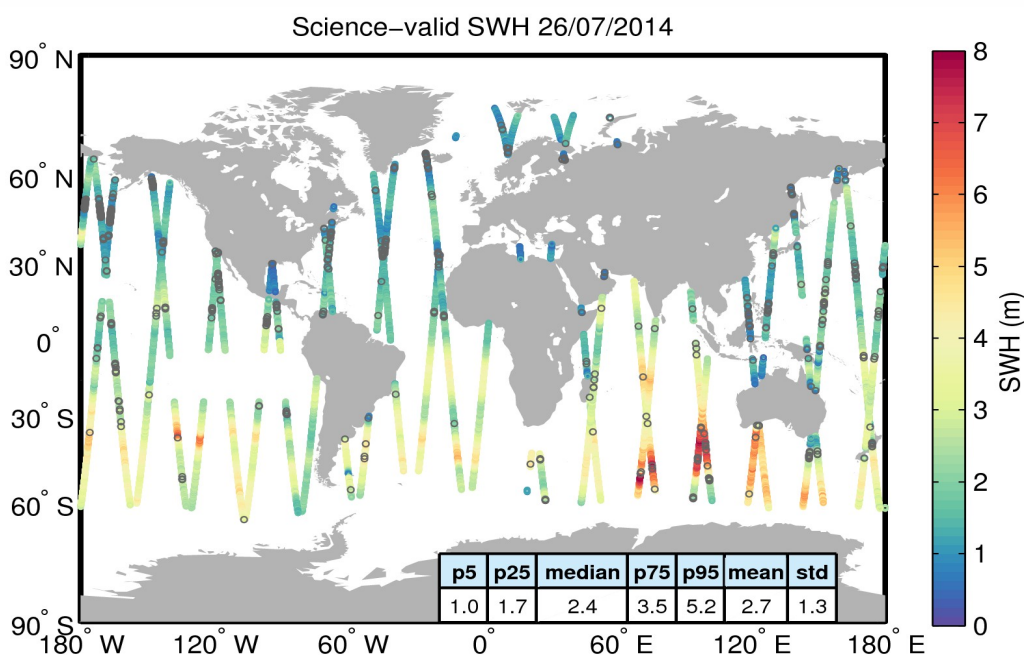 Science−valid SWH 26/07/2014
90° N
60° N
30° N
0°
30° S
60° S
90° S
180° W
120° W
60° W
0°
60° E
120° E
180° E
8
7
6
5
4
3
2
1
0
SWH (m)
p5 p25 median p75 p95 mean std
1.0 1.7 2.4 3.5 5.2 2.7 1.3